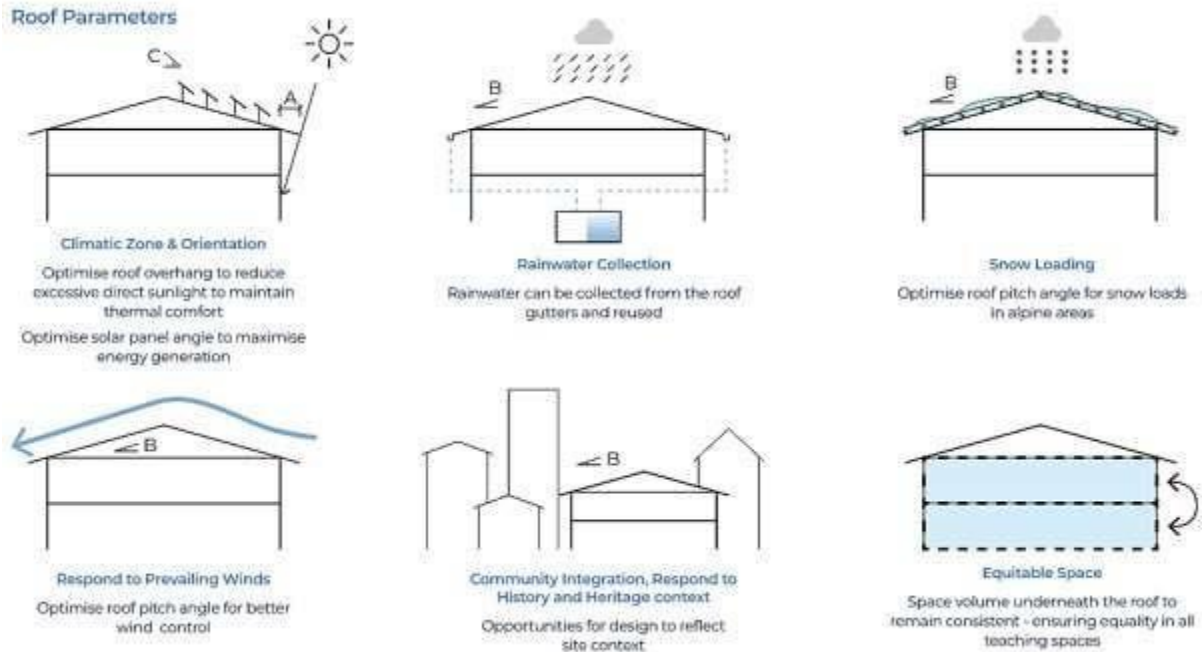 Roof Parameters
C
A
Climatic Zone & Orientation
Optimise roof overhang to reduce
excessive direct sunlight to maintain
thermal comfort
Optimise solar panel angle to maximise
energy generation
B
Rainwater Collection
Rainwater can be collected from the roof
gutters and reused
B
Snow Loading
Optimise roof pitch angle for snow loads
in alpine areas
B
Respond to Prevailing Winds
Optimise roof pitch angle for better
wind control
B
Community Integration, Respond to
History and Heritage context
Opportunities for design to reflect
site context
Equitable Space
Space volume underneath the roof to
remain consistent - ensuring equality in all
teaching spaces